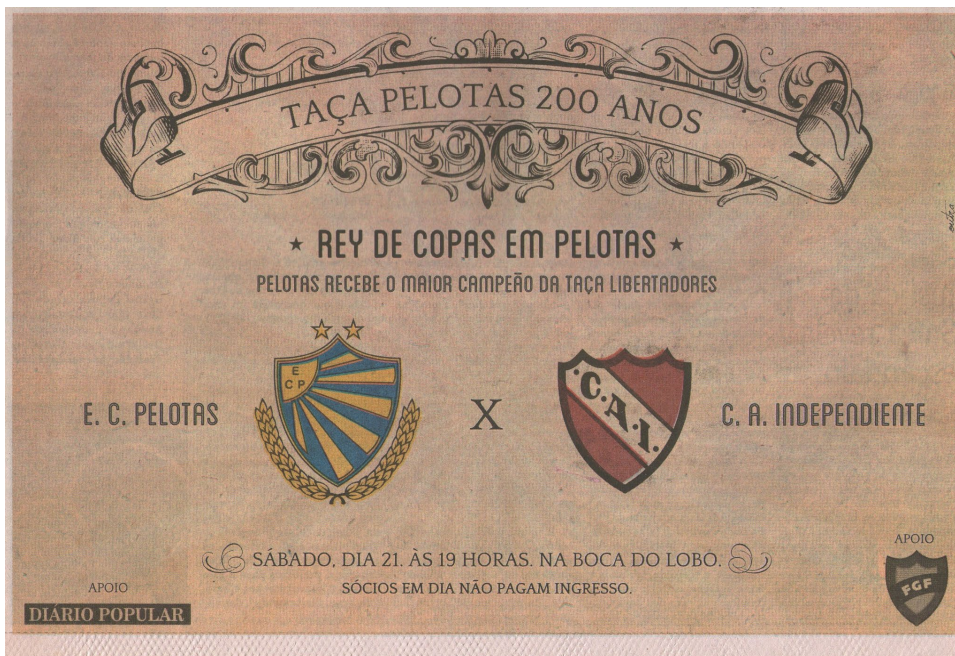 TAÇA PELOTAS 200 ANOS
★ REY DE COPAS EM PELOTAS ★
PELOTAS RECEBE O MAIOR CAMPEÃO DA TAÇA LIBERTADORES
E. C. PELOTAS
E
C P
X
C.A.I.
C. A. INDEPENDIENTE
SÁBADO, DIA 21. ÀS 19 HORAS. NA BOCA DO LOBO.
SÓCIOS EM DIA NÃO PAGAM INGRESSO.
APOIO
DIÁRIO POPULAR
APOIO
FGF